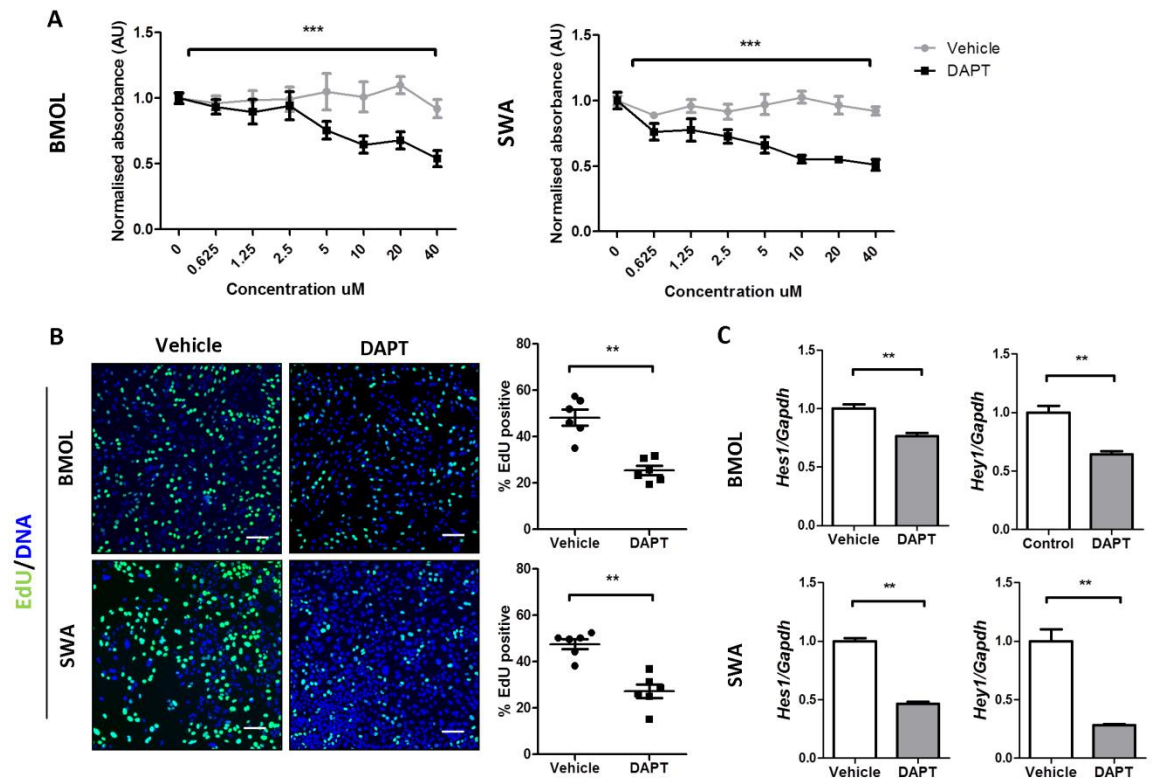 A
BMOL
Normalised absorbance (AU)
1.5
1.0
0.5
0.0
***
0
0.625
1.25
2.5
5
10
20
40
Concentration uM
SWA
Normalised absorbance (AU)
1.5
1.0
0.5
0.0
***
0
0.625
1.25
2.5
5
10
20
40
Concentration uM
Vehicle
DAPT
B
Vehicle
DAPT
EdU/DNA
BMOL
SWA
% EdU positive
80
60
40
20
0
**
Vehicle
DAPT
% EdU positive
80
60
40
20
0
**
Vehicle
DAPT
C
BMOL
Hes1/Gapdh
1.5
1.0
0.5
0.0
**
Vehicle
DAPT
Hey1/Gapdh
1.5
1.0
0.5
0.0
**
Control
DAPT
SWA
Hes1/Gapdh
1.5
1.0
0.5
0.0
**
Vehicle
DAPT
Hey1/Gapdh
1.5
1.0
0.5
0.0
**
Vehicle
DAPT